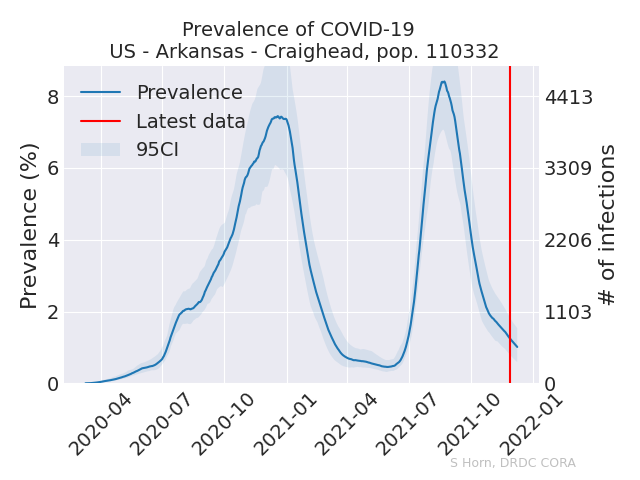 Prevalence of COVID-19
US - Arkansas - Craighead, pop. 110332
Prevalence
Latest data
95CI
Prevalence (%)
8
6
4
2
0
4413
3309
2206
1103
0
# of infections
2020-04
2020-07
2020-10
2021-01
2021-04
2021-07
2021-10
2022-01
S Horn, DRDC CORA